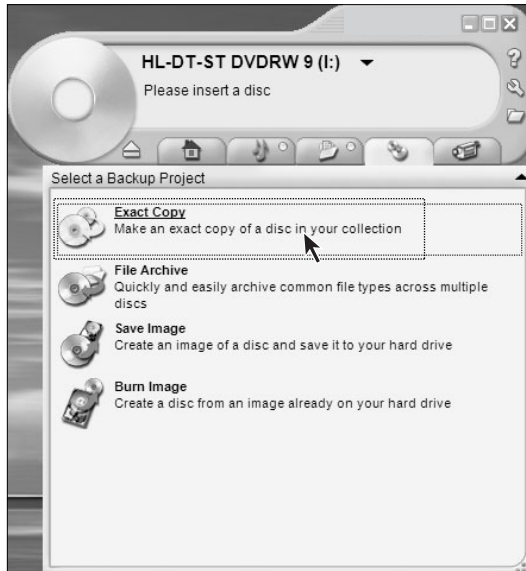 HL-DT-ST DVDRW 9 (I:)
Please insert a disc
Select a Backup Project
Exact Copy
Make an exact copy of a disc in your collection
File Archive
Quickly and easily archive common file types across multiple
discs
Save Image
Create an image of a disc and save it to your hard drive
Burn Image
Create a disc from an image already on your hard drive